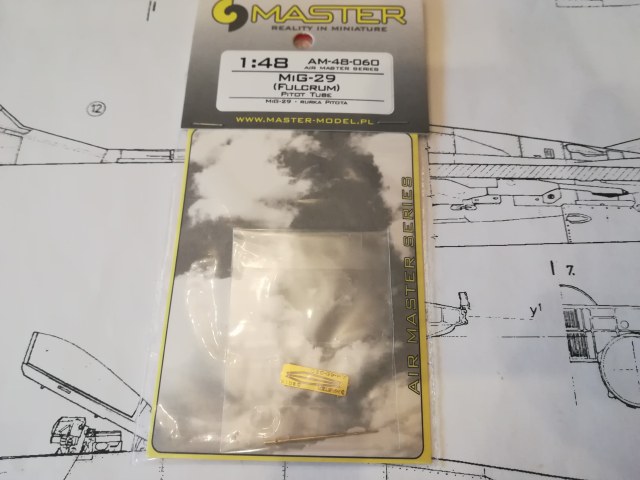 MASTER
REALITY IN MINIATURE
1:48
AM-48-060
AIR MASTER SERIES
MiG-29
(FULCRUM)
PITOT TUBE
MiG-29 - RURKA PITOTA
WWW.MASTER-MODEL.PL
AIR MASTER SERIES
12
y¹
7.